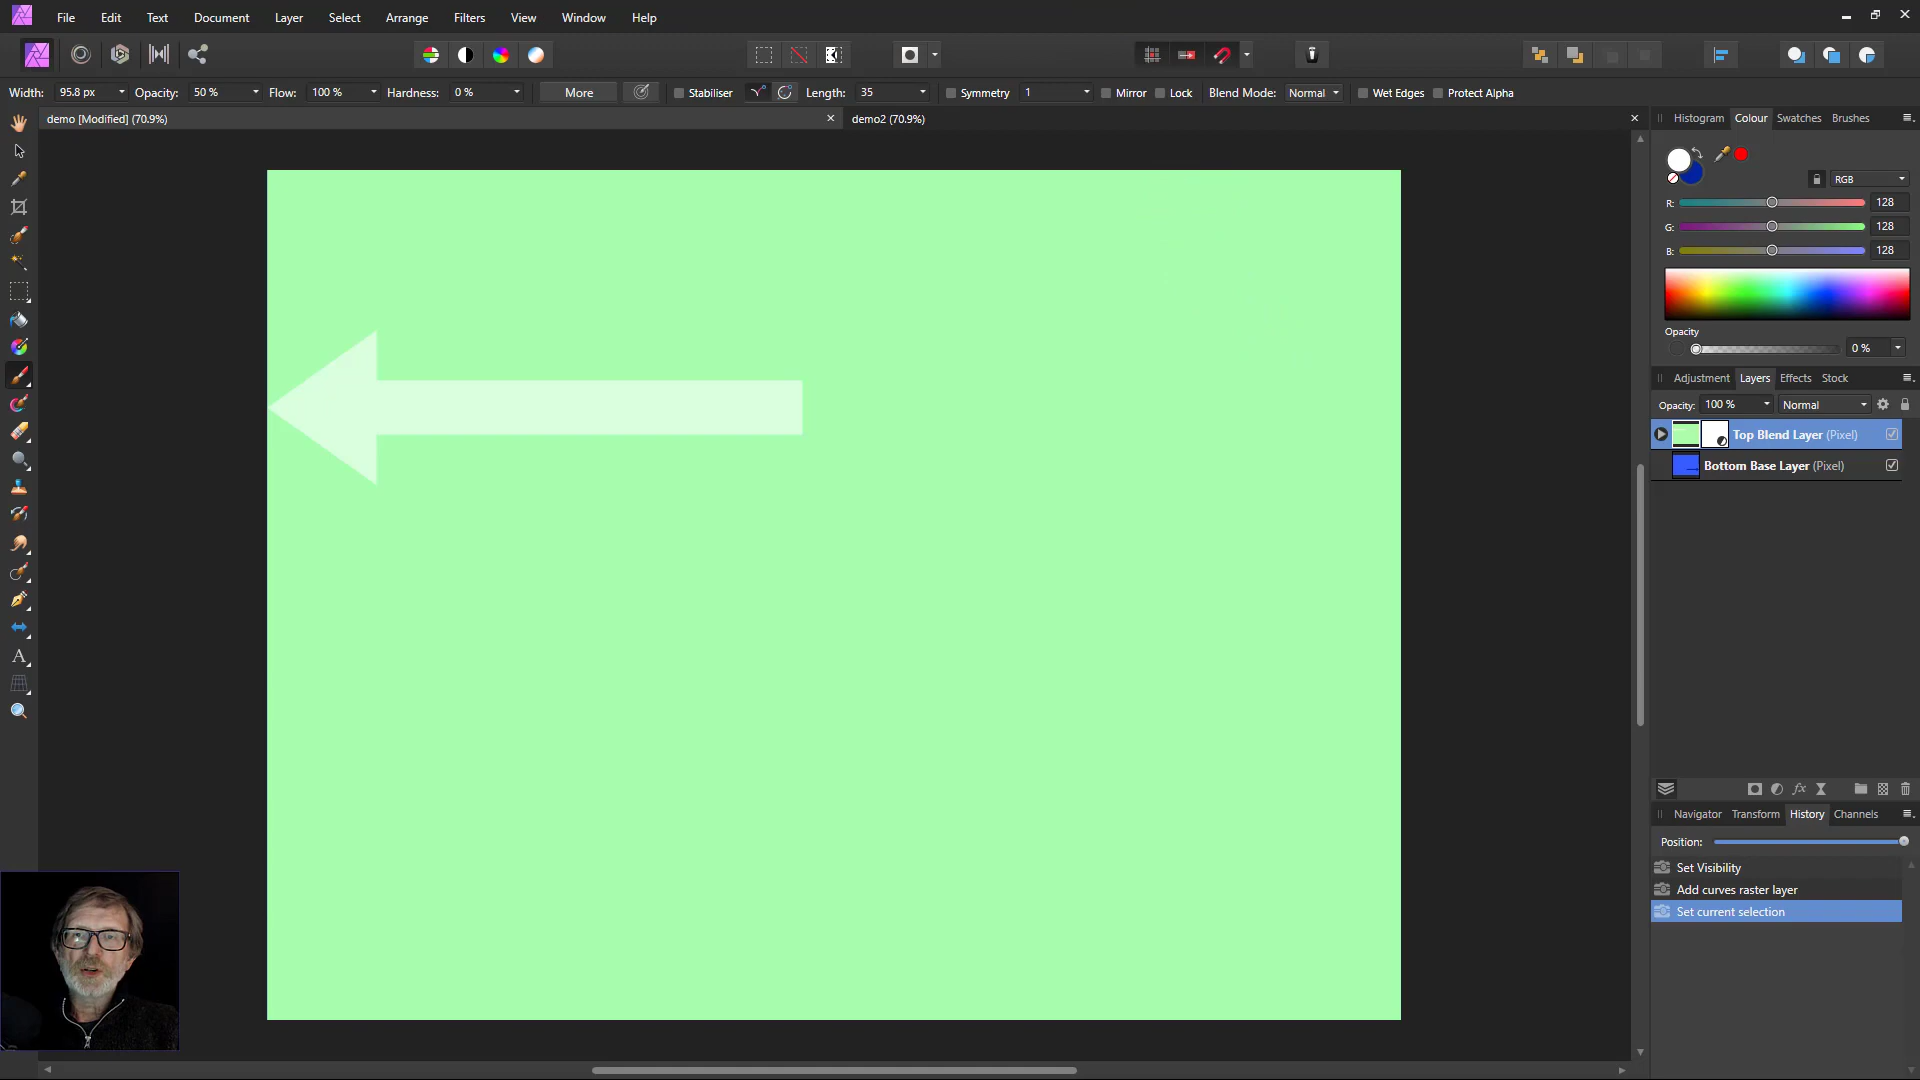 File Edit Text Document Layer Select Arrange Filters View Window Help
Width: 95.8 px Opacity: 50 % Flow: 100 % Hardness: 0 % More Stabiliser Length: 35 Symmetry 1 Mirror Lock Blend Mode: Normal Wet Edges Protect Alpha
demo [Modified] (70.9%) demo2 (70.9%)
Histogram Colour Swatches Brushes
RGB
R: 128
G: 128
B: 128
Opacity
0 %
Adjustment Layers Effects Stock
Opacity: 100 % Normal
Top Blend Layer (Pixel)
Bottom Base Layer (Pixel)
fx
Navigator Transform History Channels
Position:
Set Visibility
Add curves raster layer
Set current selection
A